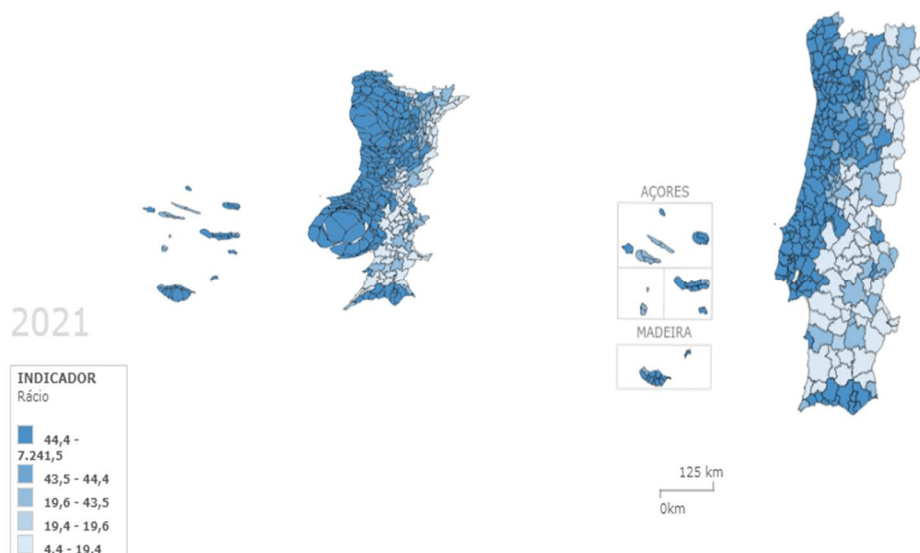 2021
INDICADOR
Rácio
44,4 -
7.241,5
43,5 - 44,4
19,6 - 43,5
19,4 - 19,6
4,4 - 19,4
AÇORES
MADEIRA
125 km
0km